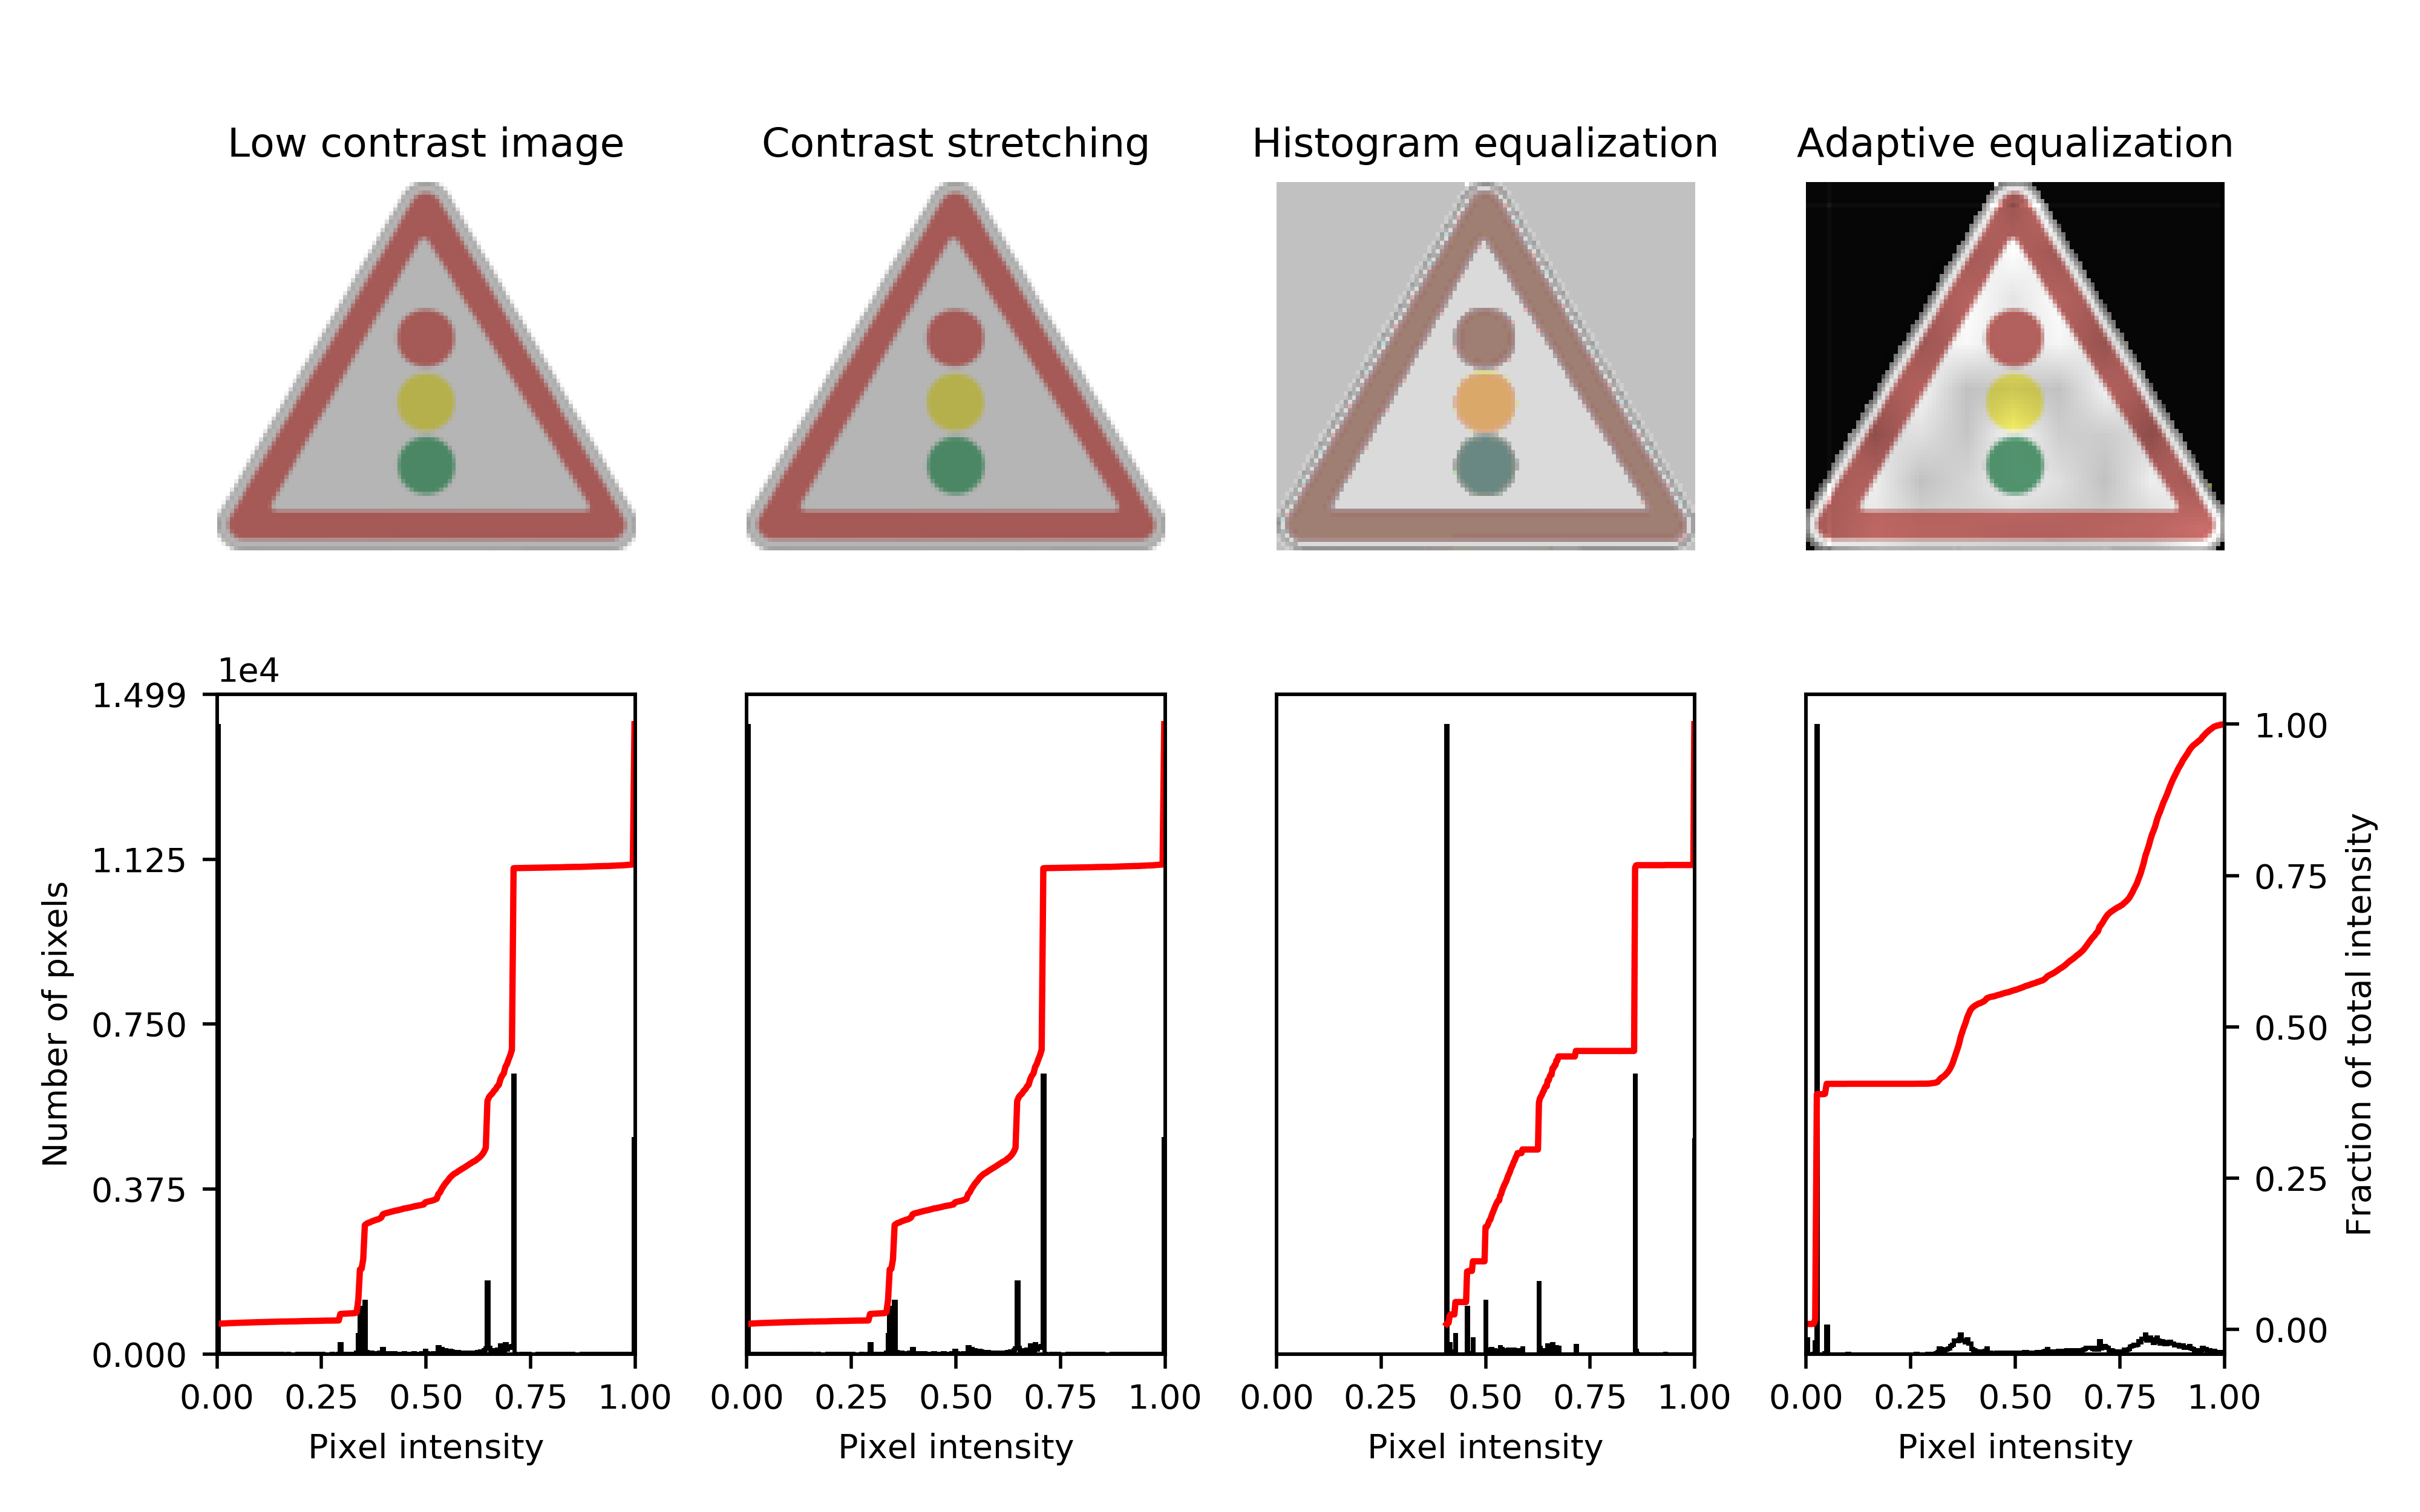 Low contrast image
Contrast stretching
Histogram equalization
Adaptive equalization
1e4
1.499
1.125
0.750
0.375
0.000
Number of pixels
0.00 0.25 0.50 0.75 1.00
Pixel intensity
0.00 0.25 0.50 0.75 1.00
Pixel intensity
0.00 0.25 0.50 0.75 1.00
Pixel intensity
0.00 0.25 0.50 0.75 1.00
Pixel intensity
1.00
0.75
0.50
0.25
0.00
Fraction of total intensity